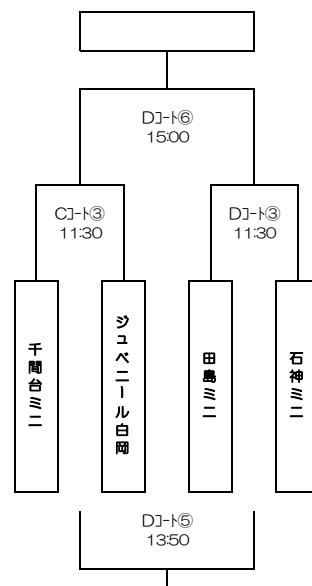 Dコート⑥
15:00
Cコート③
11:30
Dコート③
11:30
千間台ミニ
ジュベニール白岡
田島ミニ
石神ミニ
Dコート⑤
13:50